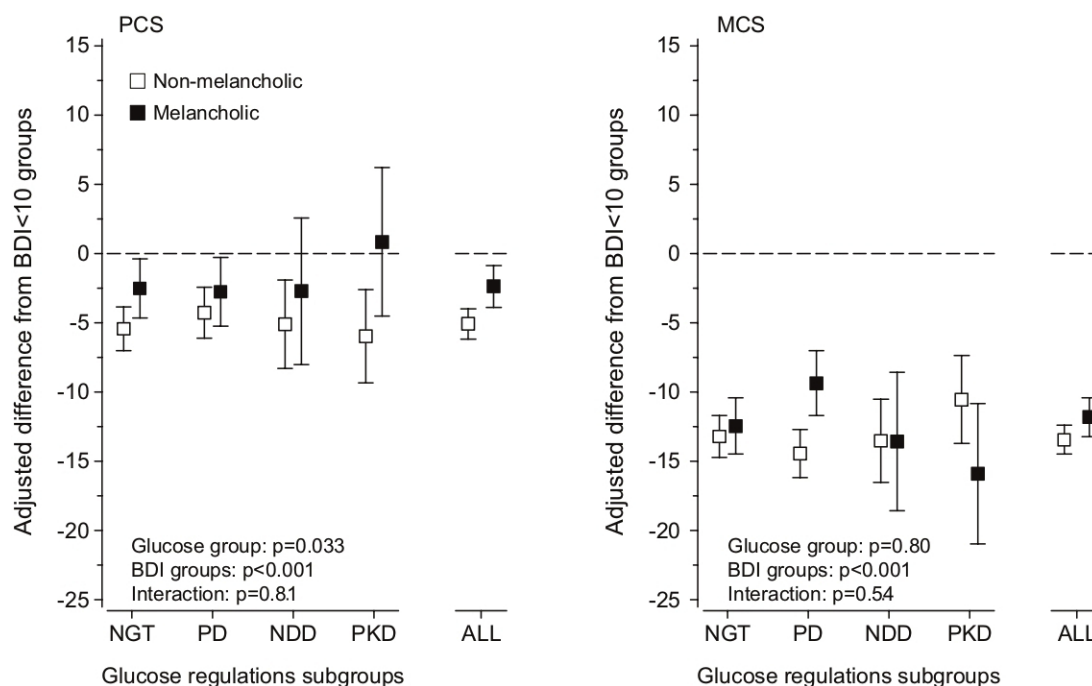 PCS
Adjusted difference from BDI<10 groups
15
10
5
0
-5
-10
-15
-20
-25
Non-melancholic
Melancholic
Glucose group: p=0.033
BDI groups: p<0.001
Interaction: p=0.81
NGT PD NDD PKD ALL
Glucose regulations subgroups
MCS
Adjusted difference from BDI<10 groups
15
10
5
0
-5
-10
-15
-20
-25
Glucose group: p=0.80
BDI groups: p<0.001
Interaction: p=0.54
NGT PD NDD PKD ALL
Glucose regulations subgroups